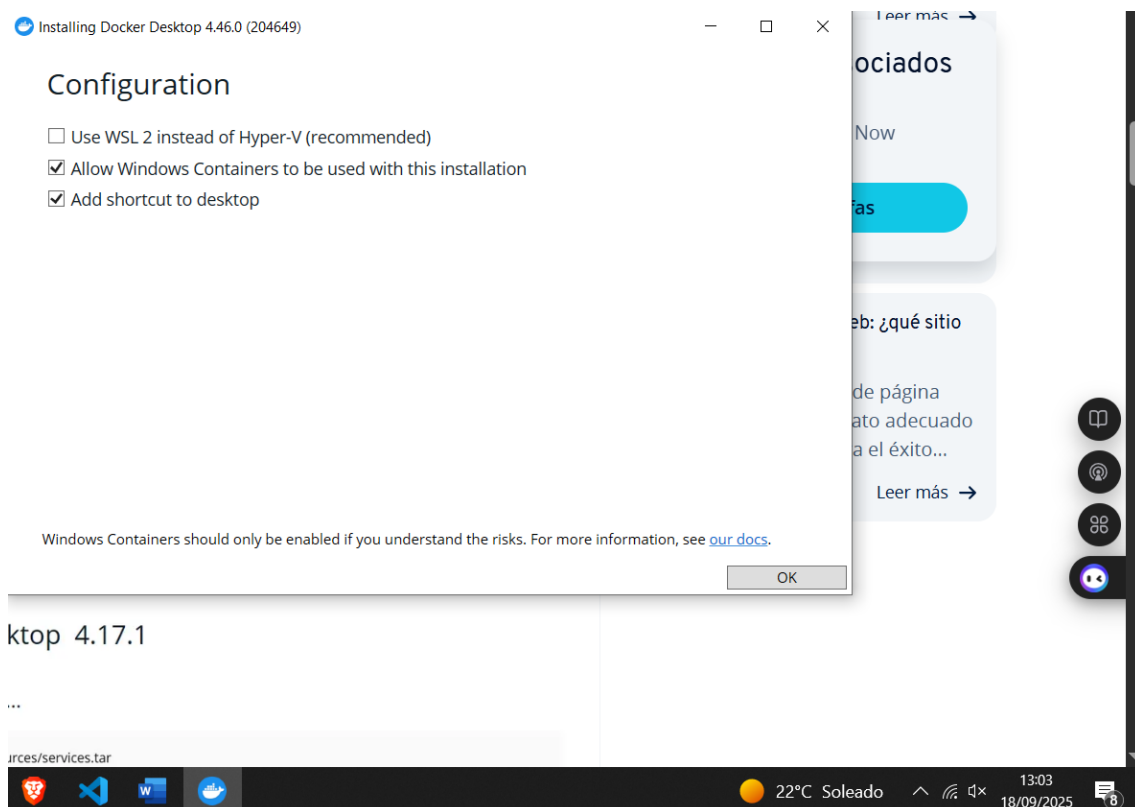 Installing Docker Desktop 4.46.0 (204649)
Configuration
Use WSL 2 instead of Hyper-V (recommended)
Allow Windows Containers to be used with this installation
Add shortcut to desktop
Windows Containers should only be enabled if you understand the risks. For more information, see our docs.
OK
Leer más →
ociados
Now
fas
eb: ¿qué sitio
de página
ato adecuado
a el éxito...
Leer más →
ktop 4.17.1
...
urces/services.tar
W
22°C Soleado
13:03
18/09/2025
8